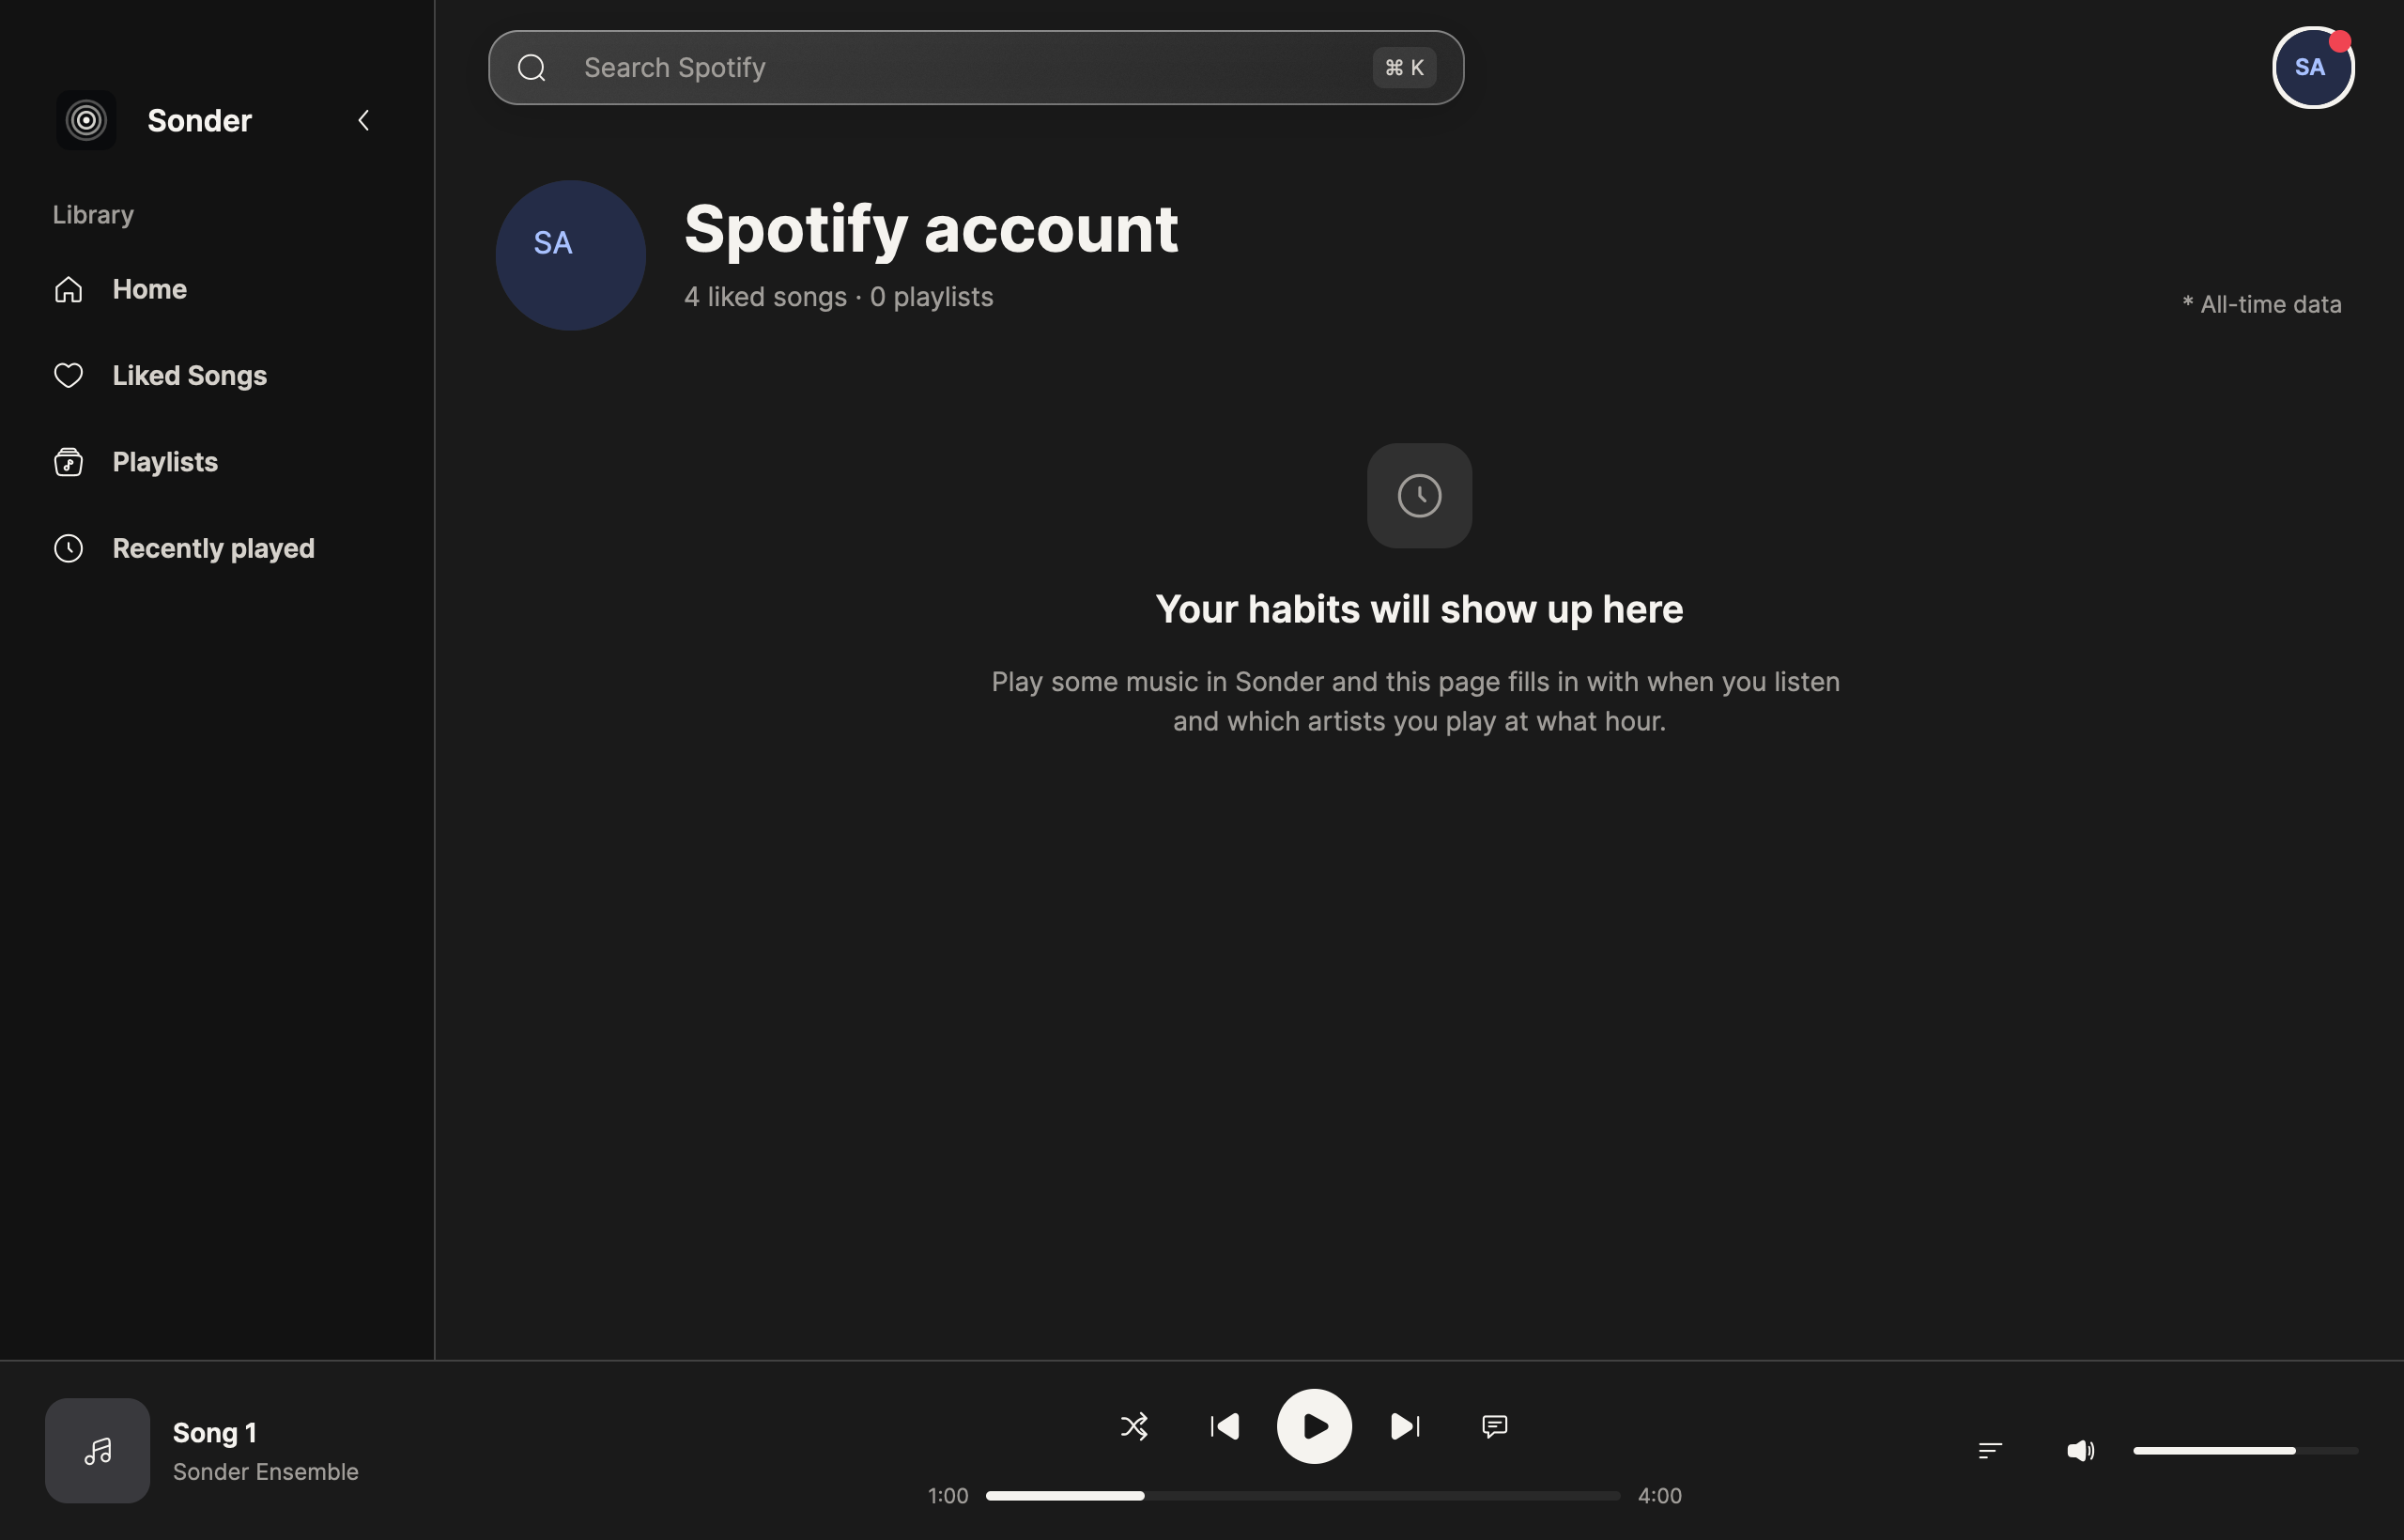 Search Spotify
⌘ K
SA
Sonder
Library
Home
Liked Songs
Playlists
Recently played
SA
Spotify account
4 liked songs · 0 playlists
* All-time data
Your habits will show up here
Play some music in Sonder and this page fills in with when you listen
and which artists you play at what hour.
Song 1
Sonder Ensemble
1:00
4:00